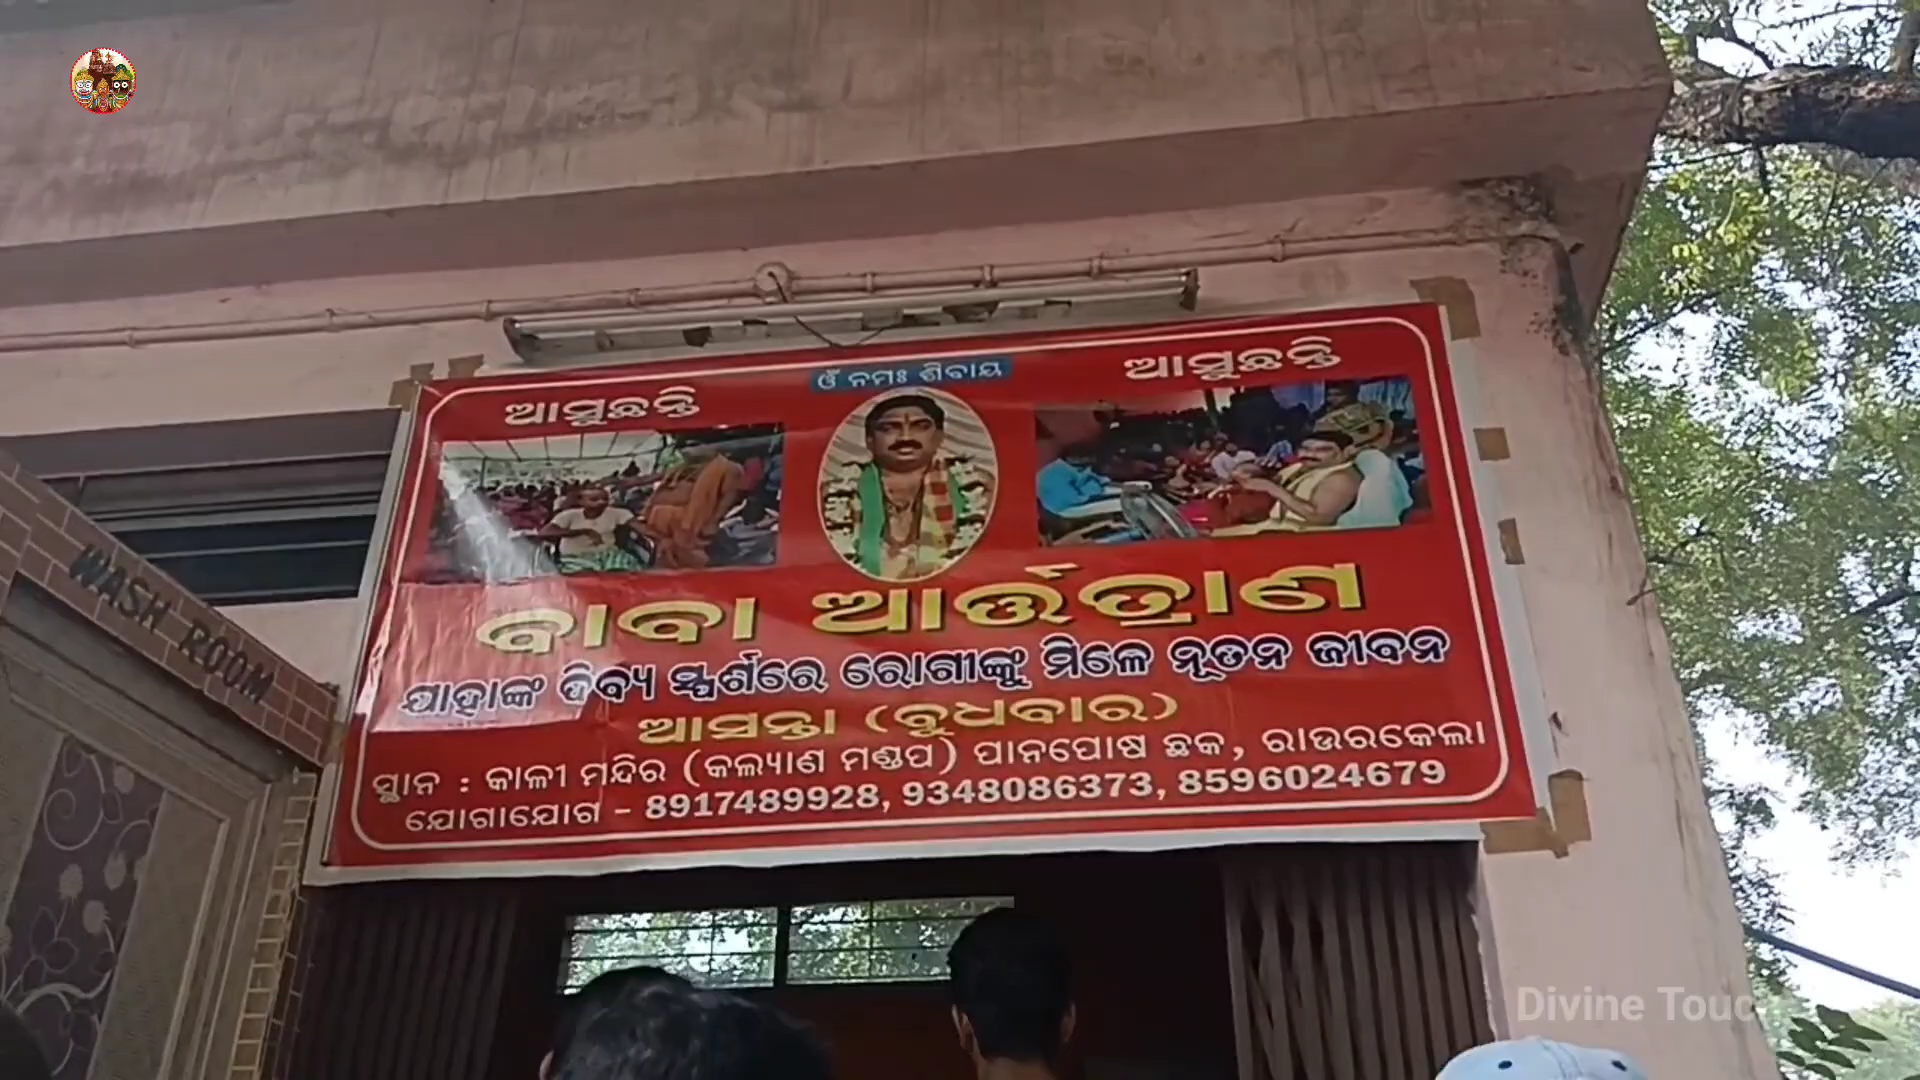 ଓଁ ନମଃ ଶିବାୟ
ଆସୁଛନ୍ତି
ଆସୁଛନ୍ତି
ବାବା ଆର୍ତ୍ତତ୍ରାଣ
ଯାହାଙ୍କ ଦିବ୍ୟ ସ୍ପର୍ଶରେ ରୋଗୀଙ୍କୁ ମିଳେ ନୂତନ ଜୀବନ
ଆସନ୍ତା (ବୁଧବାର)
ସ୍ଥାନ : କାଳୀ ମନ୍ଦିର (କଲ୍ୟାଣ ମଣ୍ଡପ) ପାନପୋଷ ଛକ, ରାଉରକେଲା
ଯୋଗାଯୋଗ - 8917489928, 9348086373, 8596024679
WASH ROOM
Divine Touc